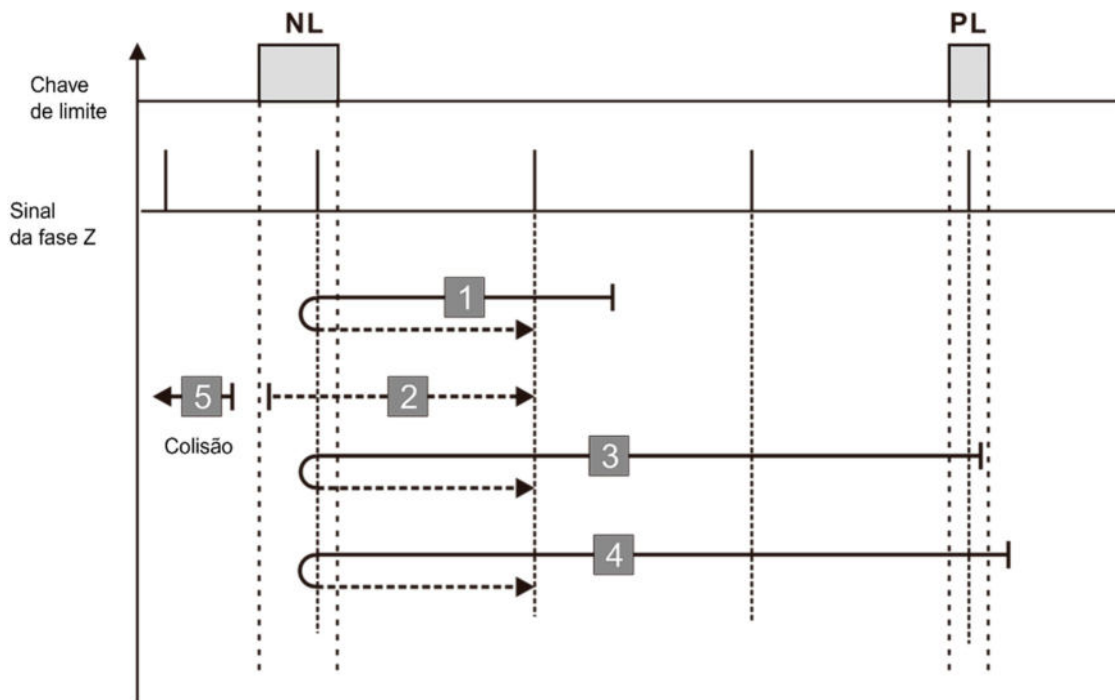 NL
PL
Chave
de limite
Sinal
da fase Z
1
5
2
Colisão
3
4